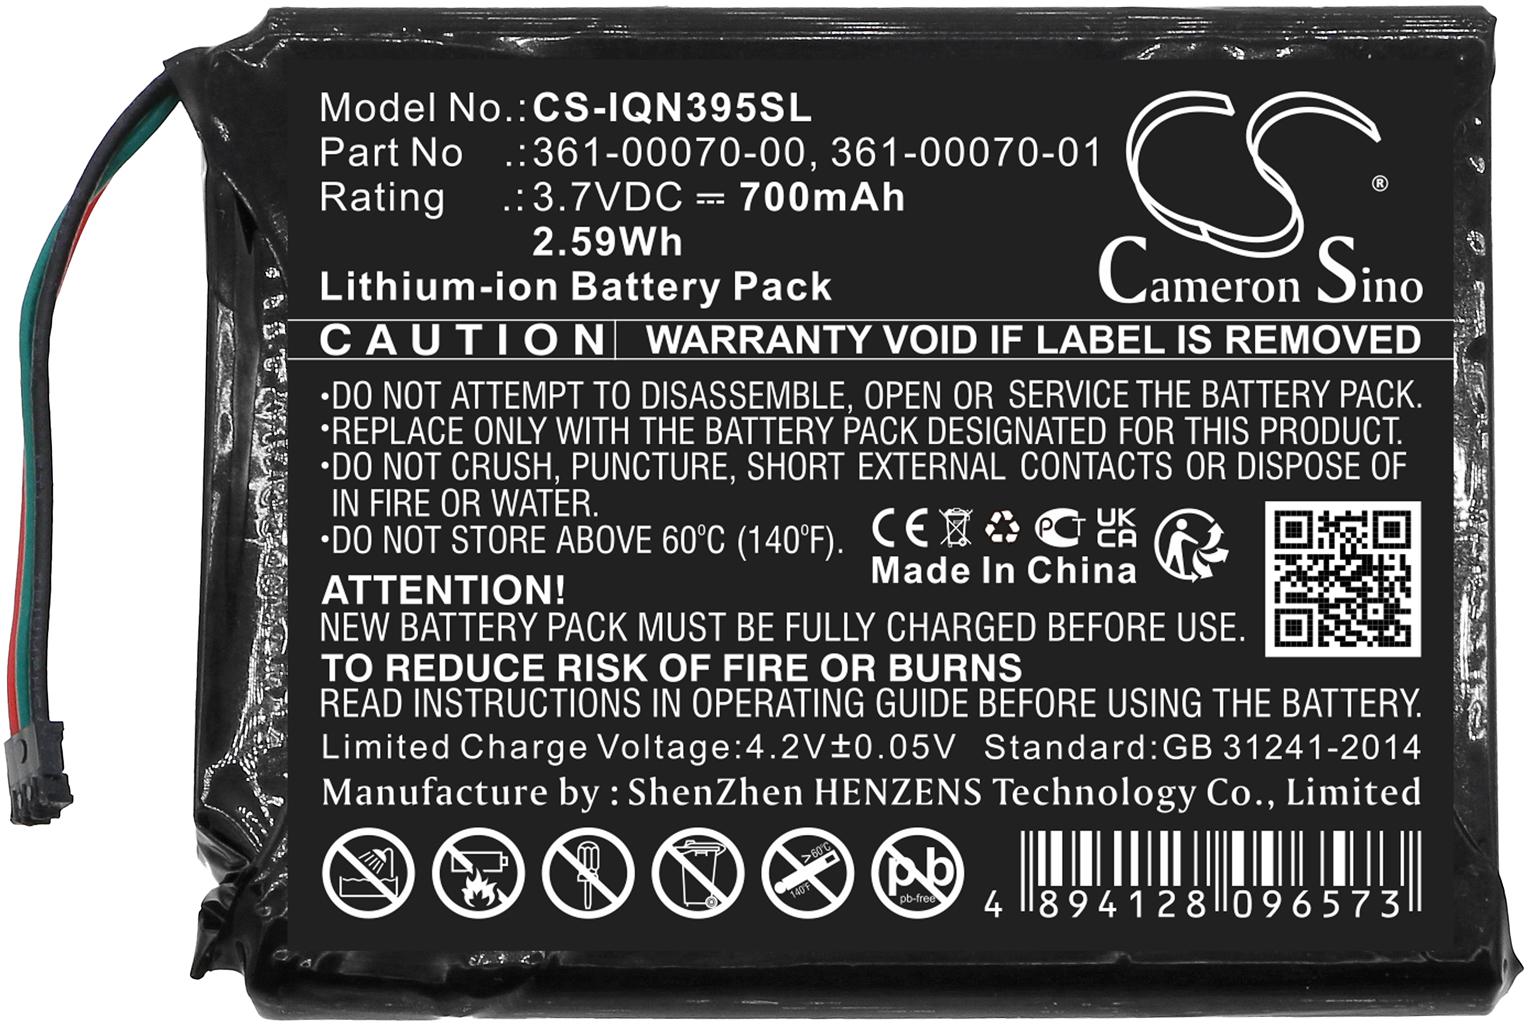 Model No.:CS-IQN395SL
Part No .:361-00070-00, 361-00070-01
Rating .:3.7VDC ⎓ 700mAh
2.59Wh
Lithium-ion Battery Pack
CS ®
Cameron Sino
CAUTION WARRANTY VOID IF LABEL IS REMOVED
•DO NOT ATTEMPT TO DISASSEMBLE, OPEN OR SERVICE THE BATTERY PACK.
•REPLACE ONLY WITH THE BATTERY PACK DESIGNATED FOR THIS PRODUCT.
•DO NOT CRUSH, PUNCTURE, SHORT EXTERNAL CONTACTS OR DISPOSE OF
IN FIRE OR WATER.
•DO NOT STORE ABOVE 60°C (140°F).
CE PCT UK
CA
Made In China
ATTENTION!
NEW BATTERY PACK MUST BE FULLY CHARGED BEFORE USE.
TO REDUCE RISK OF FIRE OR BURNS
READ INSTRUCTIONS IN OPERATING GUIDE BEFORE USING THE BATTERY.
Limited Charge Voltage:4.2V±0.05V Standard:GB 31241-2014
Manufacture by : ShenZhen HENZENS Technology Co., Limited
>60°C
140°F
pb
pb-free
4 894128 096573